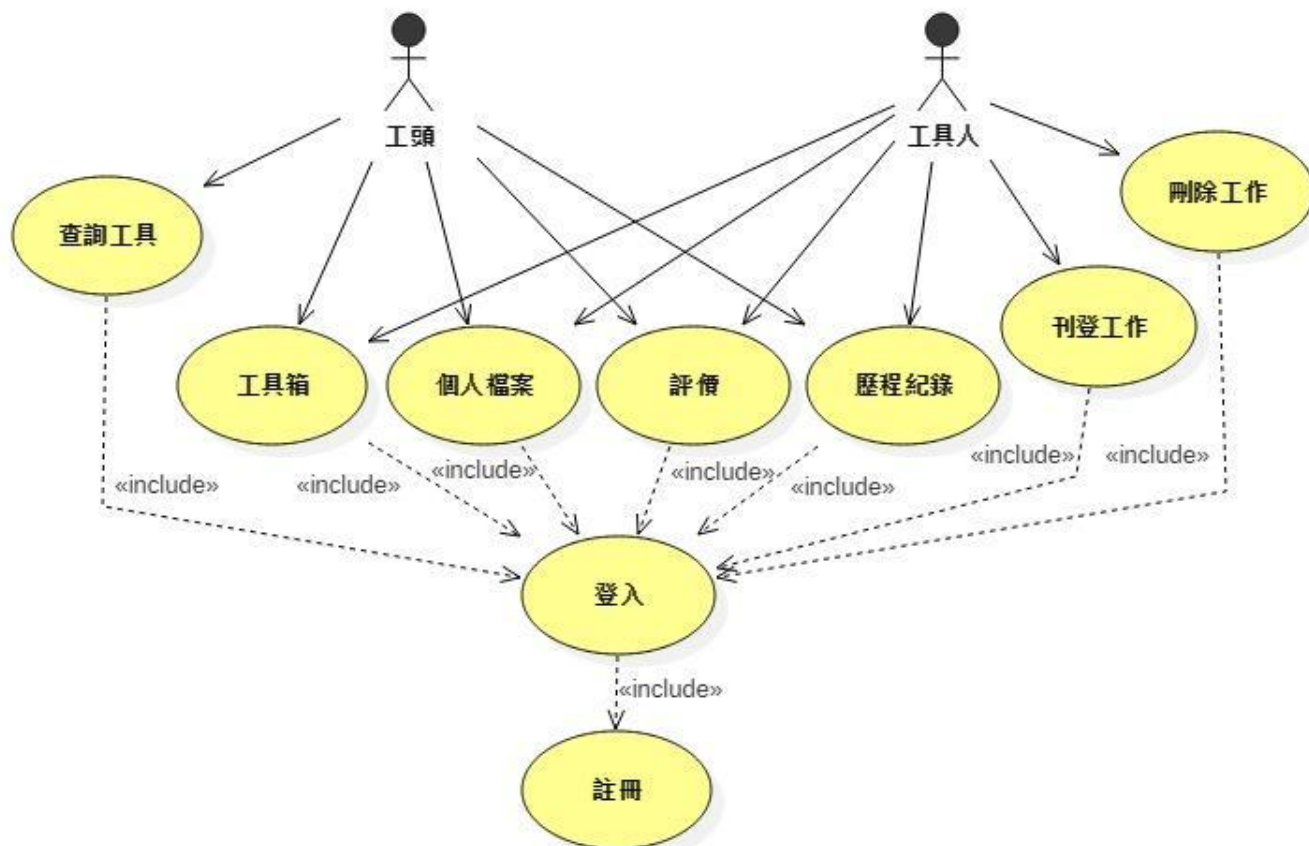 工頭
工具人
刪除工作
查詢工具
刊登工作
工具箱
個人檔案
評價
歷程紀錄
«include»
«include»
«include»
«include»
«include»
«include»
«include»
登入
«include»
註冊